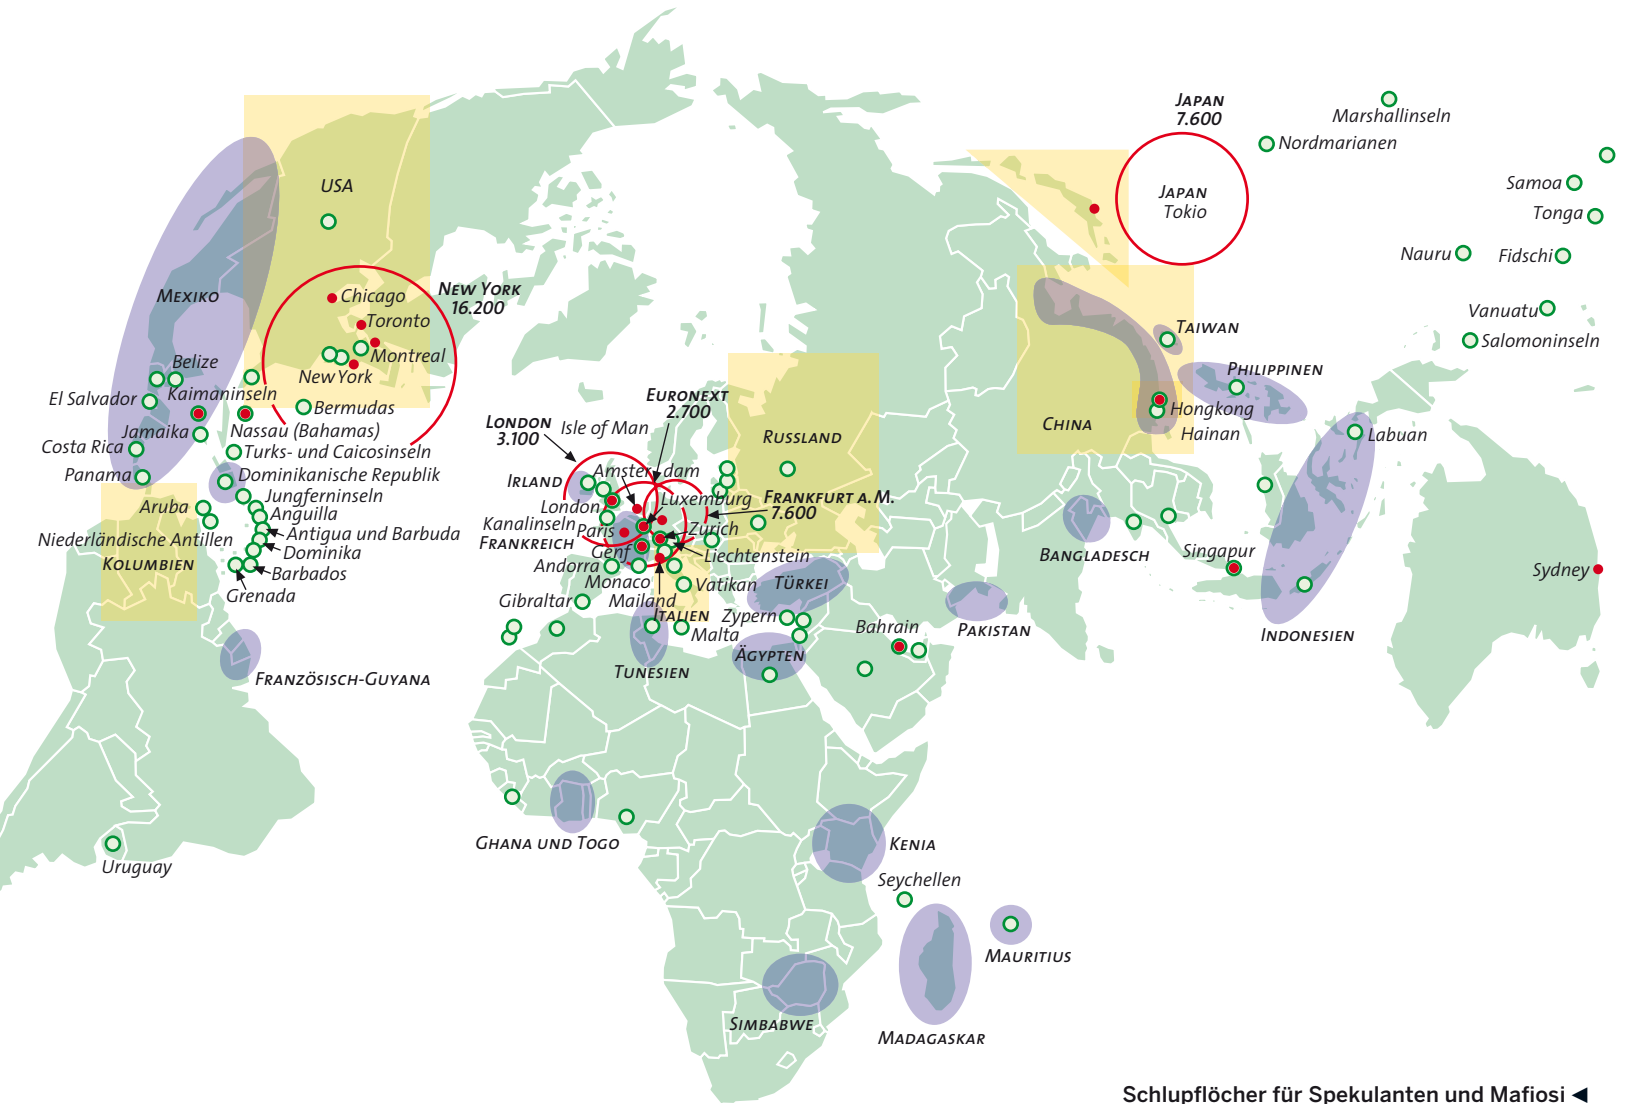 JAPAN
7.600
Marshallinseln
Nordmarianen
USA
Samoa
JAPAN
Tokio
Tonga
Nauru
Fidschi
MEXIKO
Chicago
NEW YORK
16.200
Toronto
Vanuatu
TAIWAN
Salomoninseln
Montreal
Belize
New York
PHILIPPINEN
El Salvador
Kaimaninseln
Bermudas
EURONEXT
2.700
Hongkong
LONDON
3.100
Isle of Man
CHINA
Jamaika
Nassau (Bahamas)
RUSSLAND
Hainan
Labuan
Costa Rica
Turks- und Caicosinseln
Panama
Dominikanische Republik
IRLAND
Amsterdam
Jungferninseln
Luxemburg
FRANKFURT A.M.
7.600
Aruba
Anguilla
London
Kanalinseln
Paris
Zürich
Antigua und Barbuda
Niederländische Antillen
FRANKREICH
Dominika
Genf
Liechtenstein
BANGLADESCH
Singapur
KOLUMBIEN
Barbados
Andorra
Sydney
Monaco
Vatikan
TÜRKEI
Grenada
Gibraltar
Mailand
ITALIEN
Zypern
Malta
Bahrain
PAKISTAN
INDONESIEN
ÄGYPTEN
TUNESIEN
FRANZÖSISCH-GUYANA
GHANA UND TOGO
KENIA
Uruguay
Seychellen
MAURITIUS
SIMBABWE
MADAGASKAR
Schlupflöcher für Spekulanten und Mafiosi ◄